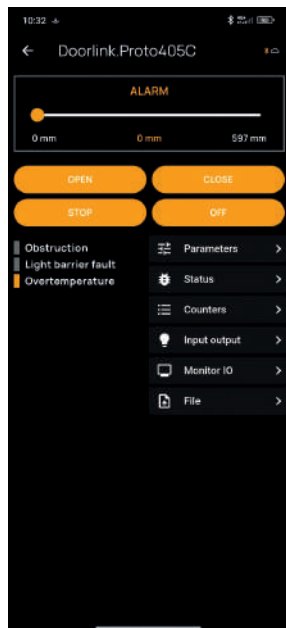 10:32
Doorlink.Proto405C
ALARM
0 mm 0 mm 597 mm
OPEN CLOSE
STOP OFF
Obstruction
Light barrier fault
Overtemperature
Parameters
Status
Counters
Input output
Monitor IO
File